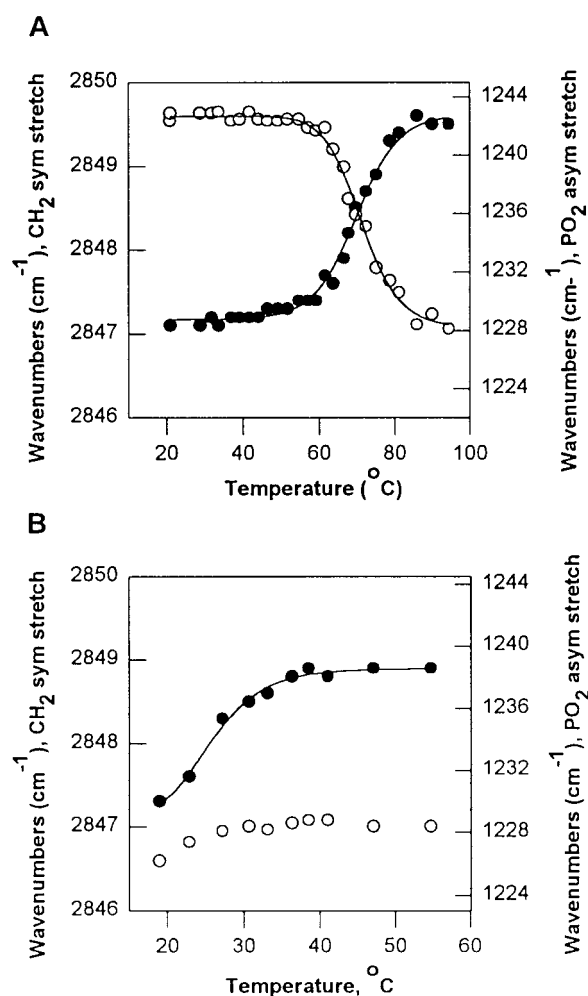 A
Wavenumbers (cm-1), CH2 sym stretch
2850
2849
2848
2847
2846
1244
1240
1236
1232
1228
1224
Wavenumbers (cm-1), PO2 asym stretch
20 40 60 80 100
Temperature (°C)
B
Wavenumbers (cm-1), CH2 sym stretch
2850
2849
2848
2847
2846
1244
1240
1236
1232
1228
1224
Wavenumbers (cm-1), PO2 asym stretch
20 30 40 50 60
Temperature, °C